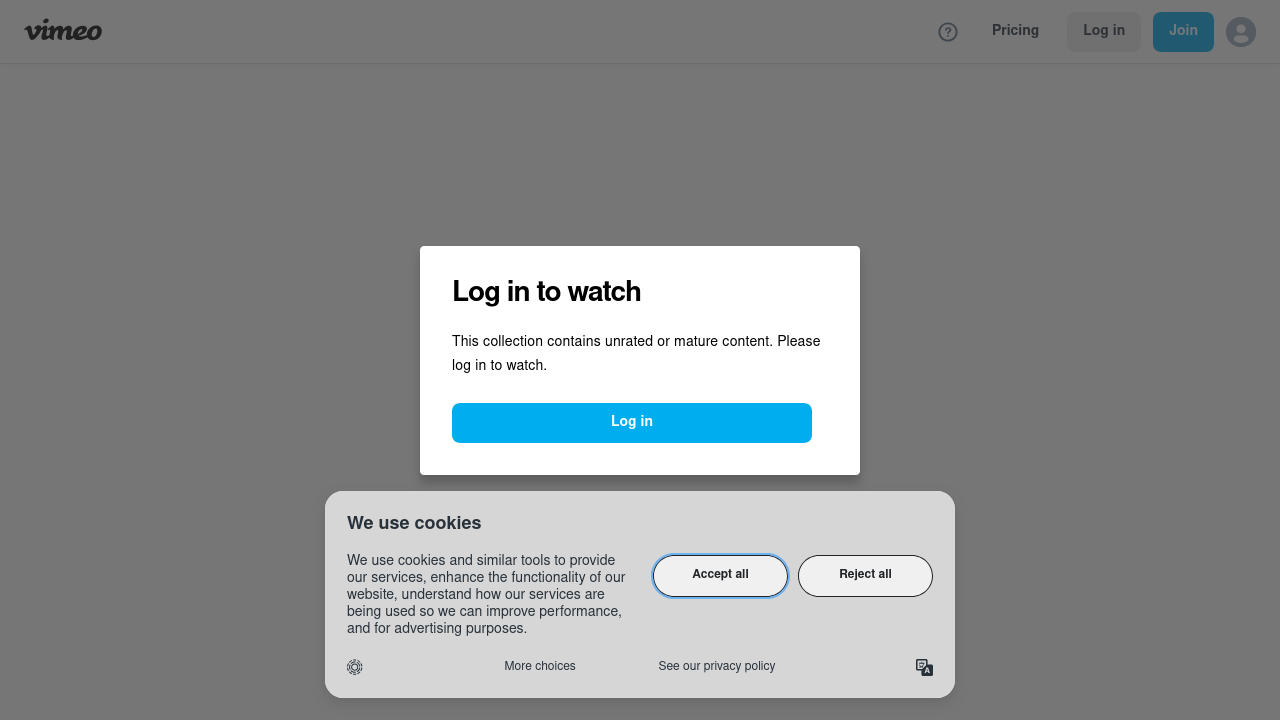 vimeo
Pricing
Log in
Join
Log in to watch
This collection contains unrated or mature content. Please
log in to watch.
Log in
We use cookies
We use cookies and similar tools to provide
our services, enhance the functionality of our
website, understand how our services are
being used so we can improve performance,
and for advertising purposes.
Accept all
Reject all
More choices
See our privacy policy